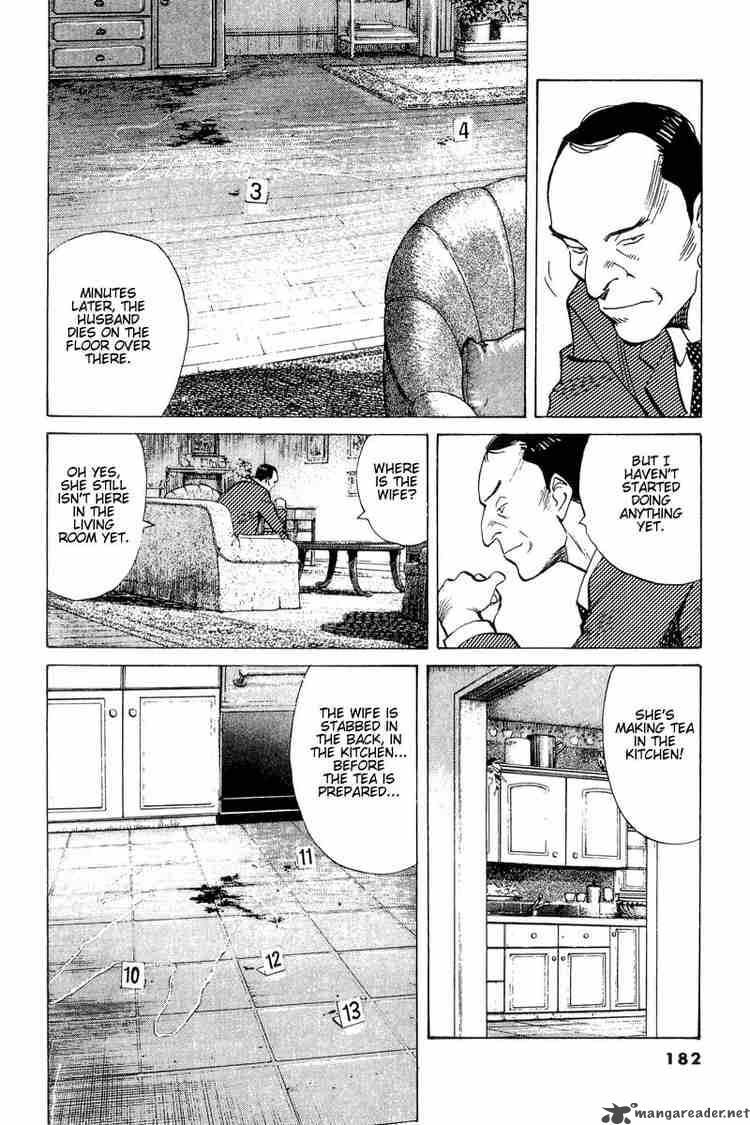 4
3
MINUTES
LATER, THE
HUSBAND
DIES ON THE
FLOOR OVER
THERE.
BUT I
HAVEN'T
STARTED
DOING
ANYTHING
YET.
WHERE
IS THE
WIFE?
OH YES,
SHE STILL
ISN'T HERE
IN THE
LIVING
ROOM YET.
SHE'S
MAKING TEA
IN THE
KITCHEN!
THE WIFE IS
STABBED IN
THE BACK, IN
THE KITCHEN...
BEFORE
THE TEA IS
PREPARED...
11
12
10
13
182
mangareader.net